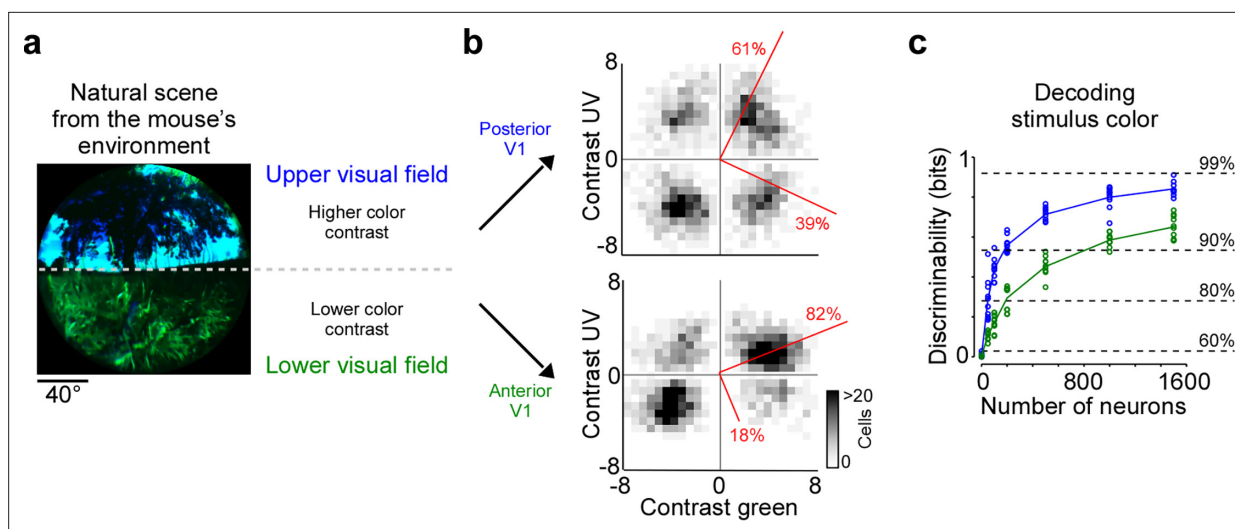 a
Natural scene
from the mouse's
environment
40°
Upper visual field
Higher color
contrast
Lower color
contrast
Lower visual field
b
Posterior
V1
Anterior
V1
8
Contrast UV
0
-8
61%
39%
8
Contrast UV
0
-8
82%
18%
>20
Cells
0
-8
0
8
Contrast green
c
Decoding
stimulus color
1
Discriminability (bits)
0
99%
90%
80%
60%
0
800
1600
Number of neurons